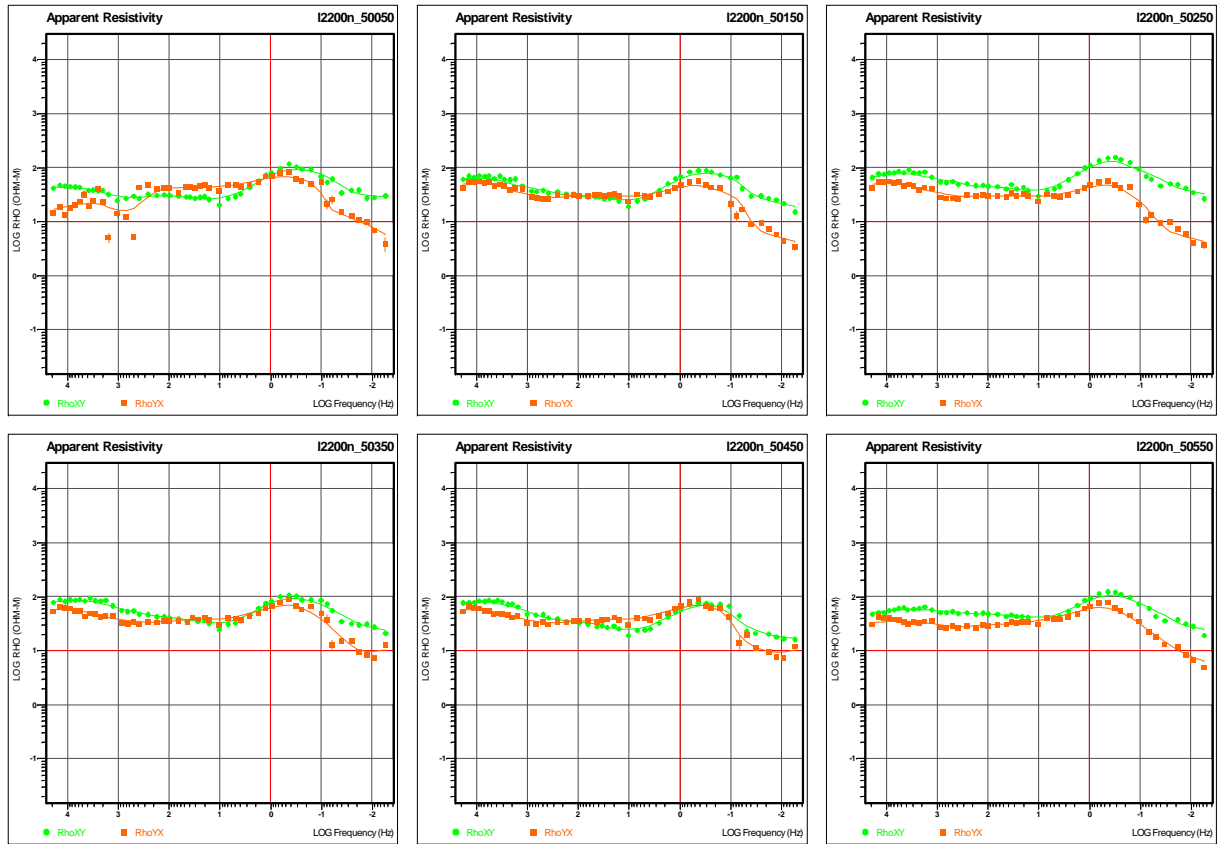 Apparent Resistivity I2200n_50050
4
3
2
1
0
-1
LOG RHO (OHM-M)
4 3 2 1 0 -1 -2
RhoXY RhoYX LOG Frequency (Hz)
Apparent Resistivity I2200n_50150
4
3
2
1
0
-1
LOG RHO (OHM-M)
4 3 2 1 0 -1 -2
RhoXY RhoYX LOG Frequency (Hz)
Apparent Resistivity I2200n_50250
4
3
2
1
0
-1
LOG RHO (OHM-M)
4 3 2 1 0 -1 -2
RhoXY RhoYX LOG Frequency (Hz)
Apparent Resistivity I2200n_50350
4
3
2
1
0
-1
LOG RHO (OHM-M)
4 3 2 1 0 -1 -2
RhoXY RhoYX LOG Frequency (Hz)
Apparent Resistivity I2200n_50450
4
3
2
1
0
-1
LOG RHO (OHM-M)
4 3 2 1 0 -1 -2
RhoXY RhoYX LOG Frequency (Hz)
Apparent Resistivity I2200n_50550
4
3
2
1
0
-1
LOG RHO (OHM-M)
4 3 2 1 0 -1 -2
RhoXY RhoYX LOG Frequency (Hz)